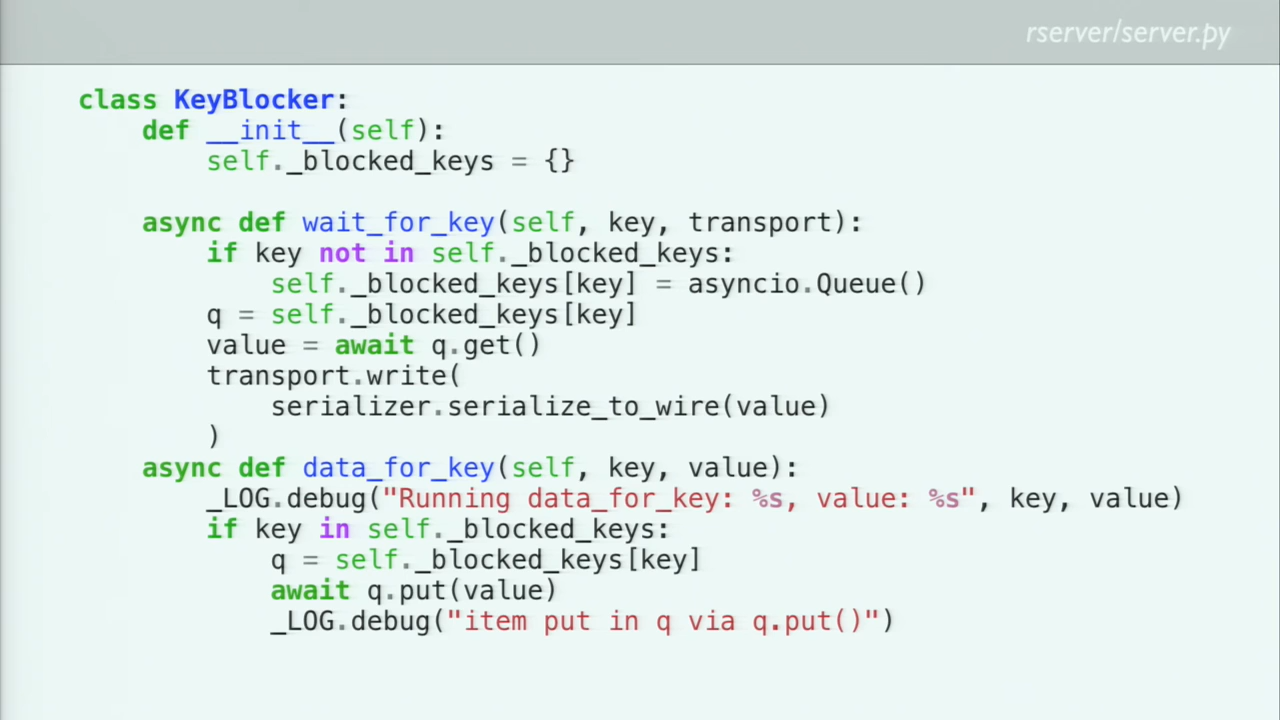 rserver/server.py
class KeyBlocker:
    def __init__(self):
        self._blocked_keys = {}

    async def wait_for_key(self, key, transport):
        if key not in self._blocked_keys:
            self._blocked_keys[key] = asyncio.Queue()
        q = self._blocked_keys[key]
        value = await q.get()
        transport.write(
            serializer.serialize_to_wire(value)
        )
    async def data_for_key(self, key, value):
        _LOG.debug("Running data_for_key: %s, value: %s", key, value)
        if key in self._blocked_keys:
            q = self._blocked_keys[key]
            await q.put(value)
            _LOG.debug("item put in q via q.put()")